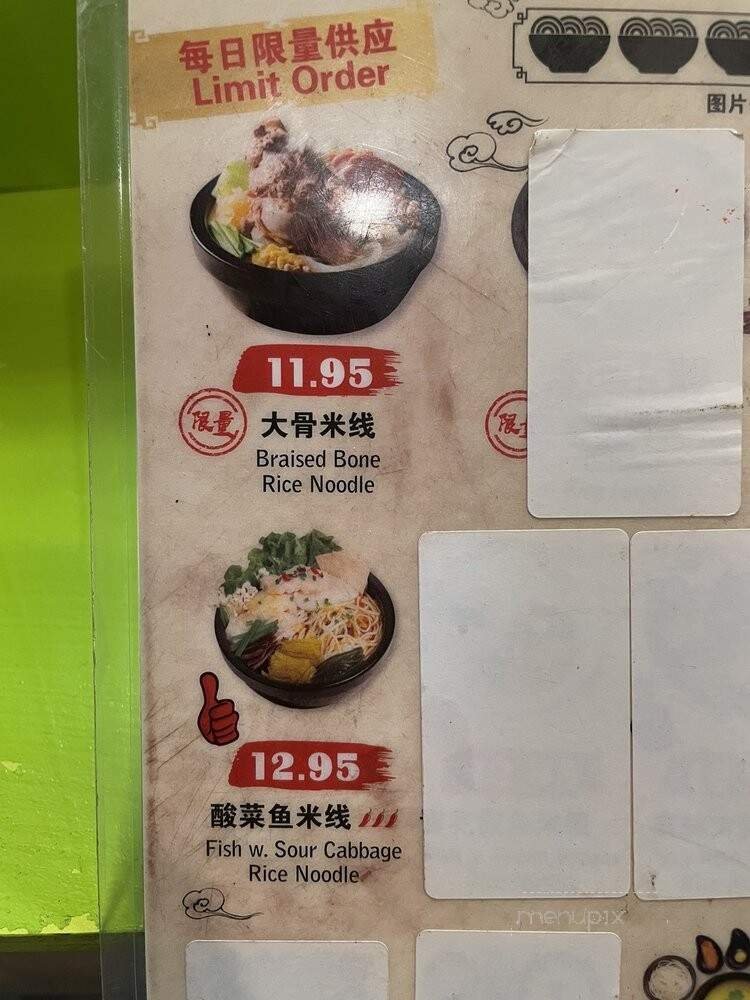 每日限量供应
Limit Order
图片
11.95
限量
大骨米线
Braised Bone
Rice Noodle
限
12.95
酸菜鱼米线
Fish w. Sour Cabbage
Rice Noodle
menupix